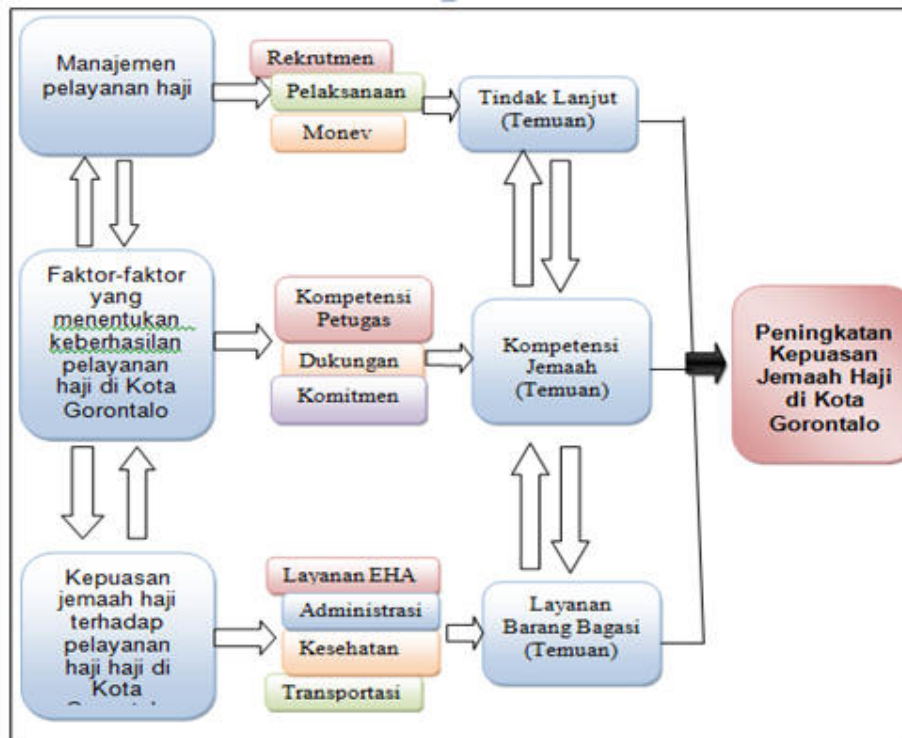 Manajemen
pelayanan haji
Rekrutmen
Pelaksanaan
Monev
Tindak Lanjut
(Temuan)
Faktor-faktor
yang
menentukan
keberhasilan
pelayanan
haji di Kota
Gorontalo
Kompetensi
Petugas
Dukungan
Komitmen
Kompetensi
Jemaah
(Temuan)
Peningkatan
Kepuasan
Jemaah Haji
di Kota
Gorontalo
Kepuasan
jemaah haji
terhadap
pelayanan
haji haji di
Kota
Layanan EHA
Administrasi
Kesehatan
Transportasi
Layanan
Barang Bagasi
(Temuan)